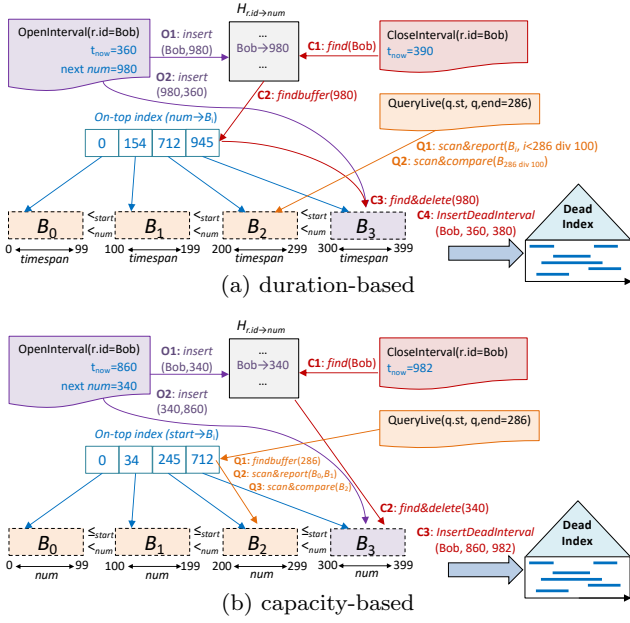 OpenInterval(r.id=Bob)
t_now=360
next num=980
O1: insert
(Bob,980)
O2: insert
(980,360)
H_r.id→num
...
Bob→980
...
C1: find(Bob)
CloseInterval(r.id=Bob)
t_now=390
C2: findbuffer(980)
QueryLive(q.st, q,end=286)
On-top index (num→B_i)
Q1: scan&report(B_i, i<286 div 100)
Q2: scan&compare(B_286 div 100)
0 154 712 945
C3: find&delete(980)
C4: InsertDeadInterval
(Bob, 360, 380)
Dead
Index
B_0 <_start <_num B_1 <_start <_num B_2 <_start <_num B_3
0 99 100 199 200 299 300 399
timespan timespan timespan timespan
(a) duration-based
OpenInterval(r.id=Bob)
t_now=860
next num=340
O1: insert
(Bob,340)
O2: insert
(340,860)
H_r.id→num
...
Bob→340
...
C1: find(Bob)
CloseInterval(r.id=Bob)
t_now=982
QueryLive(q.st, q,end=286)
On-top index (start→B_i)
0 34 245 712
Q1: findbuffer(286)
Q2: scan&report(B_0,B_1)
Q3: scan&compare(B_2)
C2: find&delete(340)
C3: InsertDeadInterval
(Bob, 860, 982)
Dead
Index
B_0 ≤_start <_num B_1 ≤_start <_num B_2 ≤_start <_num B_3
0 99 100 199 200 299 300 399
num num num num
(b) capacity-based